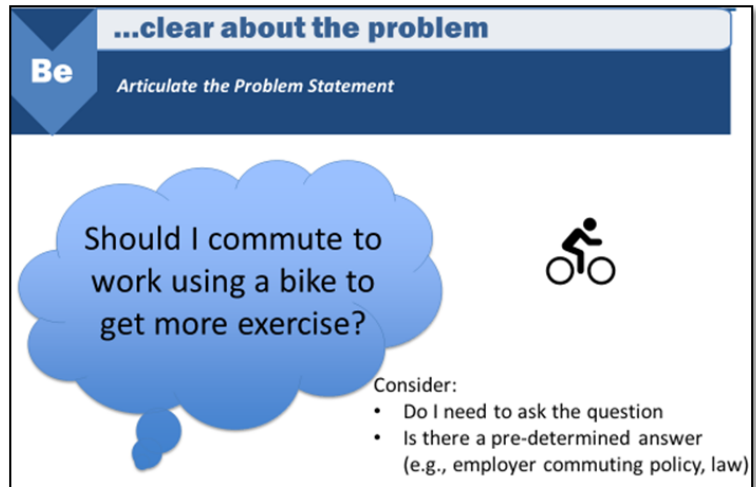 ...clear about the problem
Be
Articulate the Problem Statement
Should I commute to
work using a bike to
get more exercise?
Consider:
• Do I need to ask the question
• Is there a pre-determined answer
(e.g., employer commuting policy, law)